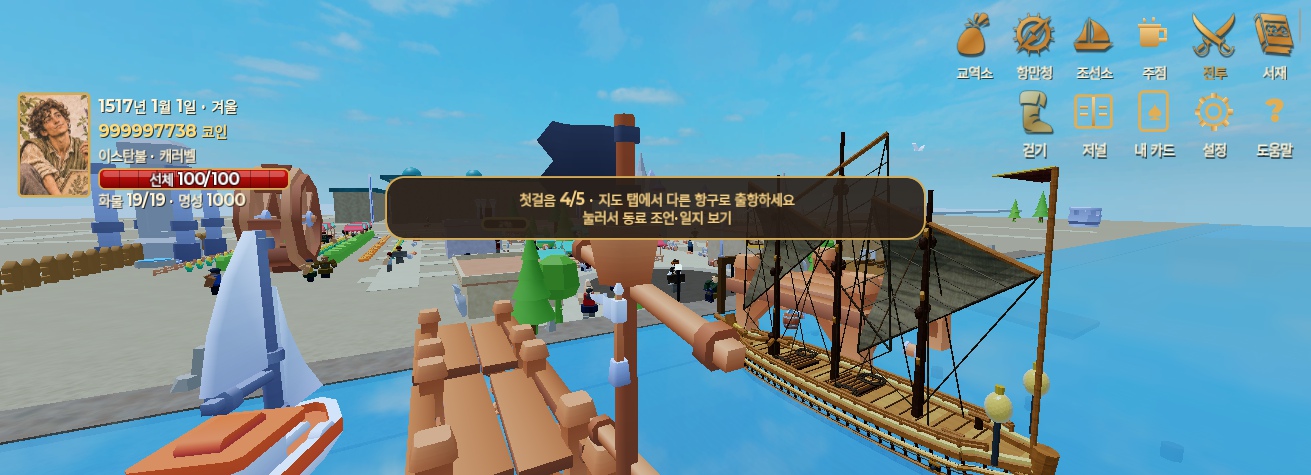 교역소 항만청 조선소 주점 전투 서재
걷기 저널 내 카드 설정 도움말
1517년 1월 1일 · 겨울
999997738 코인
이스탄불 · 캐러벨
선체 100/100
화물 19/19 · 명성 1000
첫걸음 4/5 · 지도 탭에서 다른 항구로 출항하세요
눌러서 동료 조언·일지 보기